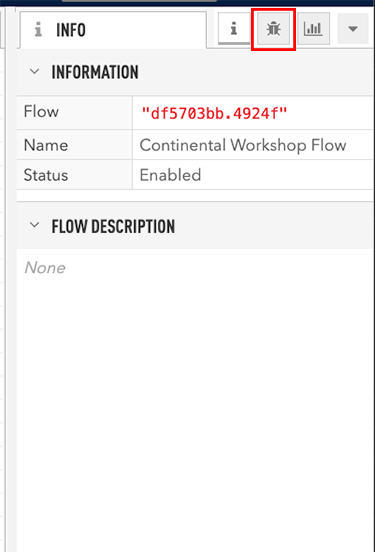 INFO
INFORMATION
Flow "df5703bb.4924f"
Name Continental Workshop Flow
Status Enabled
FLOW DESCRIPTION
None